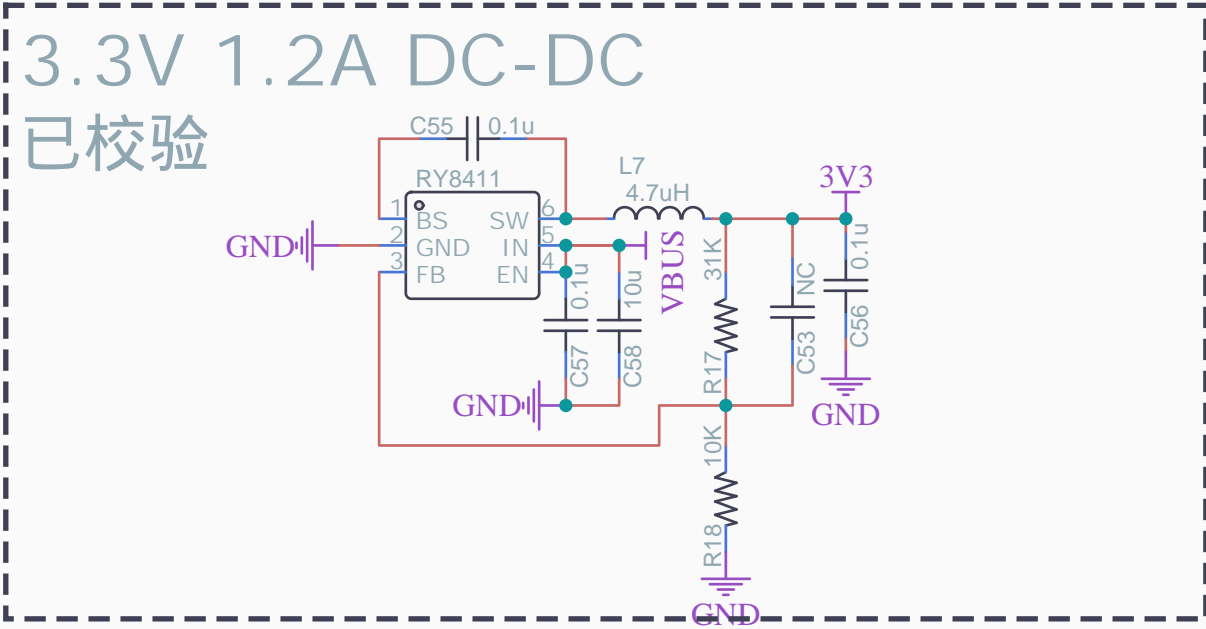 3.3V 1.2A DC-DC
已校验
C55 0.1u
RY8411
L7
4.7uH
3V3
1 BS SW 6
GND 2 GND IN 5
3 FB EN 4
VBUS
0.1u
10u
C57
C58
GND
31K
R17
NC
C53
0.1u
C56
GND
10K
R18
GND